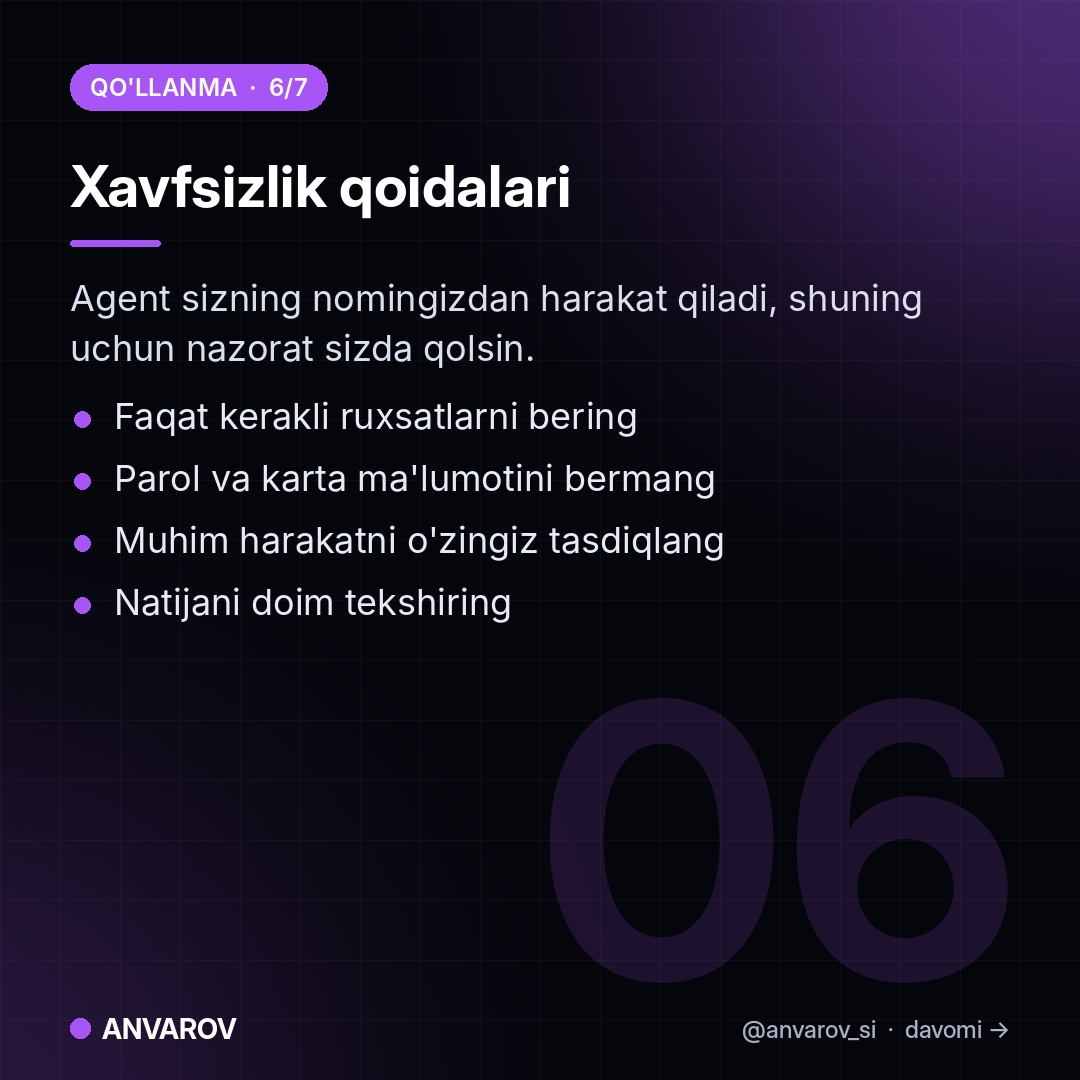 QO'LLANMA · 6/7
Xavfsizlik qoidalari
Agent sizning nomingizdan harakat qiladi, shuning
uchun nazorat sizda qolsin.
Faqat kerakli ruxsatlarni bering
Parol va karta ma'lumotini bermang
Muhim harakatni o'zingiz tasdiqlang
Natijani doim tekshiring
06
ANVAROV
@anvarov_si · davomi →